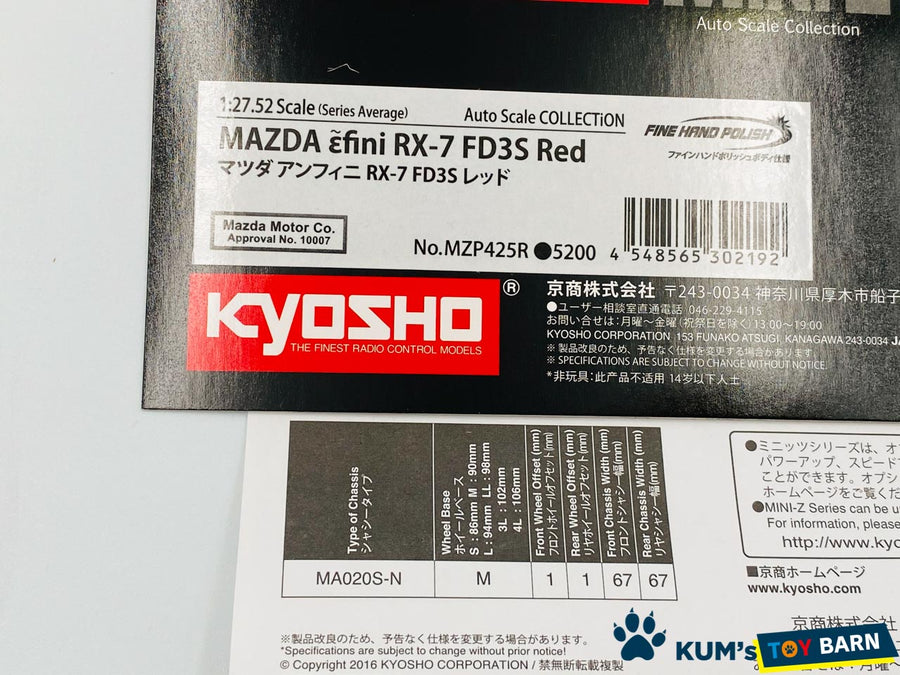 Auto Scale Collection
1:27.52 Scale (Series Average) Auto Scale COLLECTiON
MAZDA ε̃fini RX-7 FD3S Red
マツダ アンフィニ RX-7 FD3S レッド
FINE HAND POLISH
ファインハンドポリッシュボディ仕様
Mazda Motor Co.
Approval No. 10007
No.MZP425R ●5200
4 548565 302192
KYOSHO ®
THE FINEST RADIO CONTROL MODELS
京商株式会社 〒243-0034 神奈川県厚木市船子
●ユーザー相談室直通電話 046-229-4115
お問い合せは:月曜~金曜(祝祭日を除く)13:00~19:00
KYOSHO CORPORATION 153 FUNAKO ATSUGI, KANAGAWA 243-0034 JA
※ 製品改良のため、予告なく仕様を変更する場合があります
※ SPECIFICATIONS ARE SUBJECT TO CHANGE WITHOUT NOTICE.
*非玩具:此产品不适用 14岁以下人士
Type of Chassis
シャシータイプ
Wheel Base
ホイールベース
S : 86mm M : 90mm
L : 94mm LL : 98mm
3L : 102mm
4L : 106mm
Front Wheel Offset (mm)
フロントホイールオフセット(mm)
Rear Wheel Offset (mm)
リヤホイールオフセット(mm)
Front Chassis Width (mm)
フロントシャシー幅(mm)
Rear Chassis Width (mm)
リヤシャシー幅(mm)
MA020S-N M 1 1 67 67
●ミニッツシリーズは、オ
パワーアップ、スピード
ことができます。オプシ
ホームページをご覧くだ
●MINI-Z Series can be u
For information, please
http://www.kyo
■京商ホームページ
www.kyosho.com
京商株式会社
※製品改良のため、予告なく仕様を変更する場合があります。
*Specifications are subject to change without prior notice!
© Copyright 2016 KYOSHO CORPORATION / 禁無断転載複製
KUM's TOY BARN